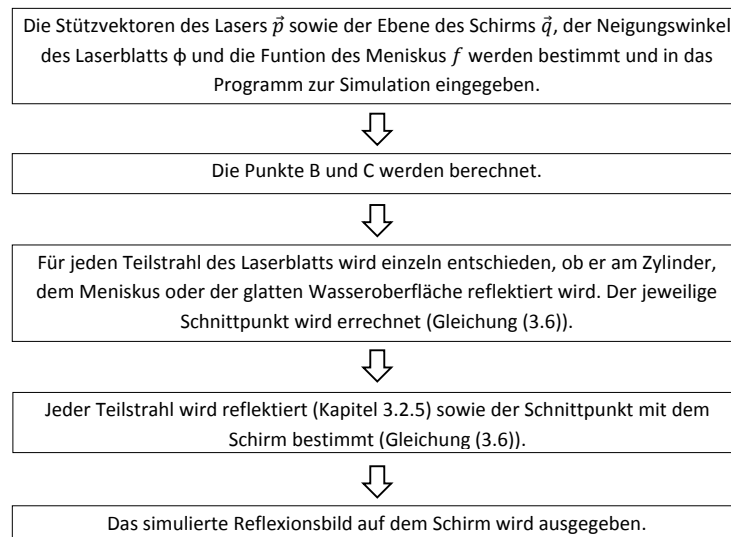 Die Stützvektoren des Lasers p⃗ sowie der Ebene des Schirms q⃗, der Neigungswinkel
des Laserblatts ϕ und die Funtion des Meniskus f werden bestimmt und in das
Programm zur Simulation eingegeben.
Die Punkte B und C werden berechnet.
Für jeden Teilstrahl des Laserblatts wird einzeln entschieden, ob er am Zylinder,
dem Meniskus oder der glatten Wasseroberfläche reflektiert wird. Der jeweilige
Schnittpunkt wird errechnet (Gleichung (3.6)).
Jeder Teilstrahl wird reflektiert (Kapitel 3.2.5) sowie der Schnittpunkt mit dem
Schirm bestimmt (Gleichung (3.6)).
Das simulierte Reflexionsbild auf dem Schirm wird ausgegeben.